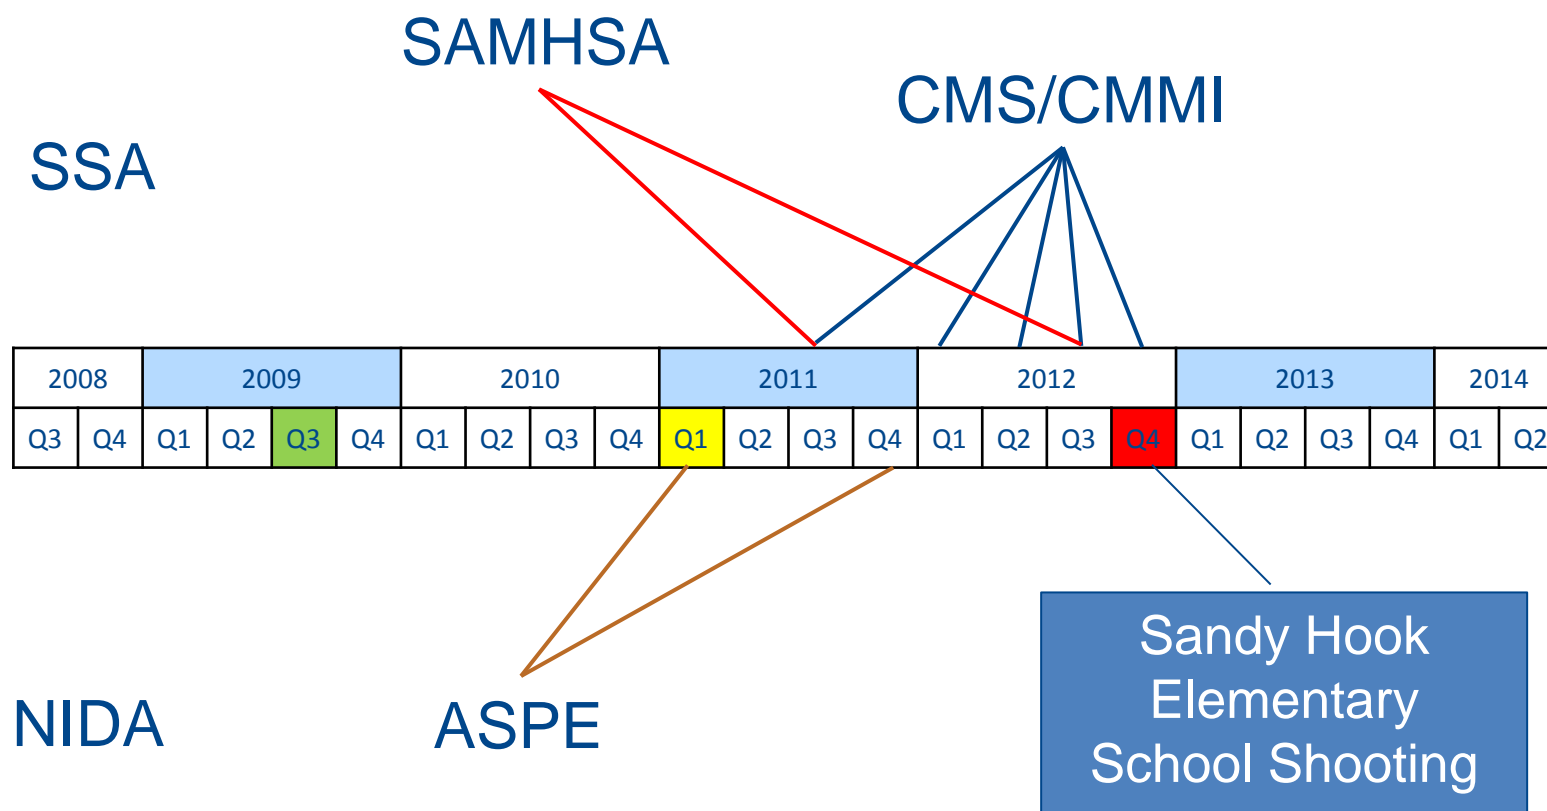 SAMHSA
CMS/CMMI
SSA
2008 2009 2010 2011 2012 2013 2014
Q3 Q4 Q1 Q2 Q3 Q4 Q1 Q2 Q3 Q4 Q1 Q2 Q3 Q4 Q1 Q2 Q3 Q4 Q1 Q2 Q3 Q4 Q1 Q2
Sandy Hook
Elementary
School Shooting
NIDA
ASPE